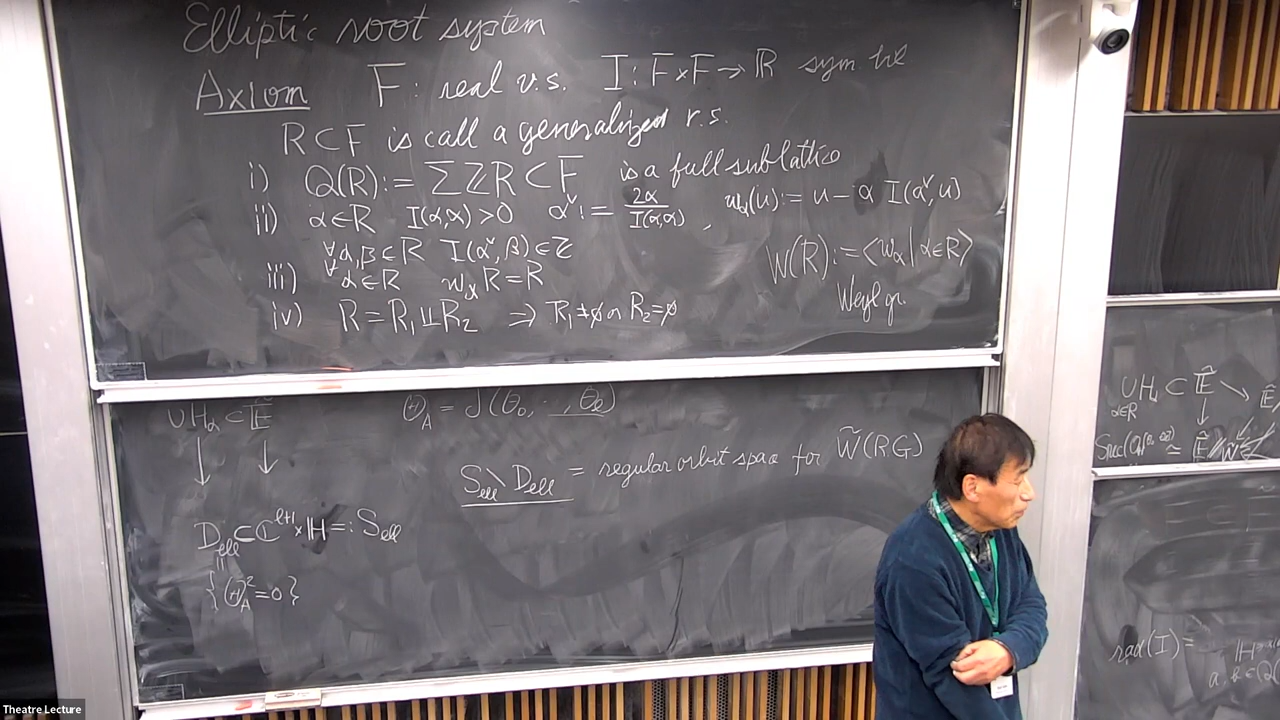 Elliptic root system
Axiom F : real v.s. I : F×F → R sym
R ⊂ F is call a generalized r.s.
i) Q(R) := ΣZR ⊂ F is a full sublattice
ii) α∈R I(α,α)>0 α^∨ := 2α/I(α,α) , w_α(u) := u − α I(α^∨,u)
∀α,β∈R I(α^∨,β)∈Z
iii) ∀α∈R w_α R = R
W(R) := <w_α | α∈R>
Weyl gr.
iv) R = R₁⊔R₂ ⇒ R₁≠∅ or R₂=∅
∪H_α ⊂ Ẽ
Θ_A = J(Θ₀, ⋯, Θ_ℓ)
S_ell \ D_ell = regular orbit space for W̃(R,G)
D_ell ⊂ C^{ℓ+1} × H =: S_ell
||
{Θ_A²=0}
∪H_α ⊂ Ẽ
α∈R
rad(I) =
Theatre Lecture